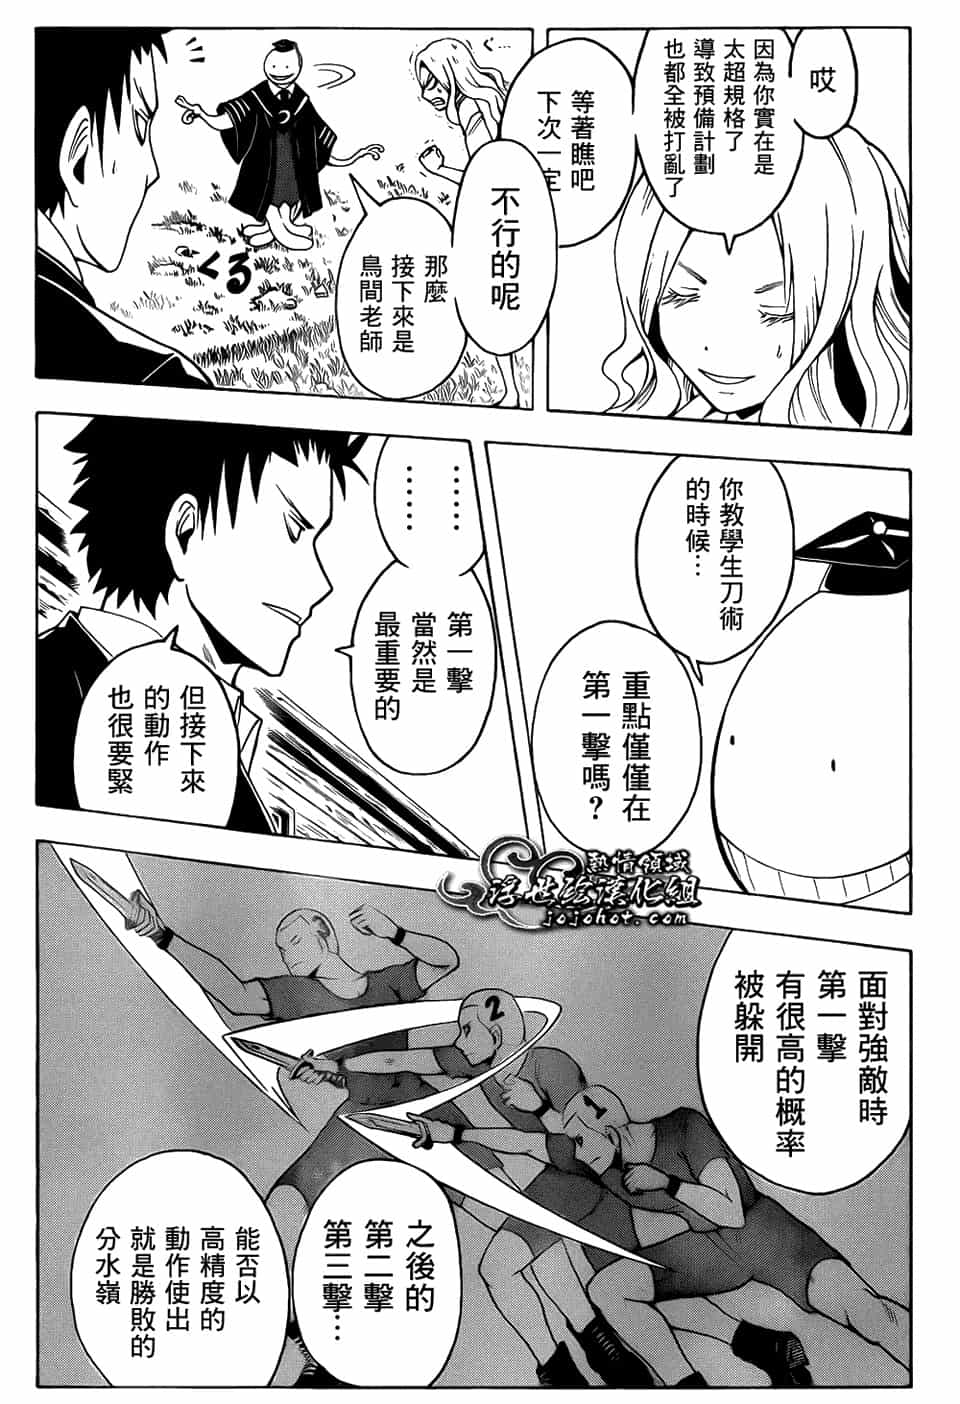 哎
因為你實在是
太超規格了
導致預備計劃
也都全被打亂了
等著瞧吧
下次一定
不行的呢
那麼
接下來是
烏間老師
くる
你教學生刀術
的時候…
重點僅僅在
第一擊嗎?
……
……
第一擊
當然是
最重要的
但接下來
的動作
也很要緊
熱情領域
浮世绘漢化組
jojohot.com
面對強敵時
第一擊
有很高的概率
被躲開
2
1
之後的
第二擊
第三擊…
能否以
高精度的
動作使出
就是勝敗的
分水嶺